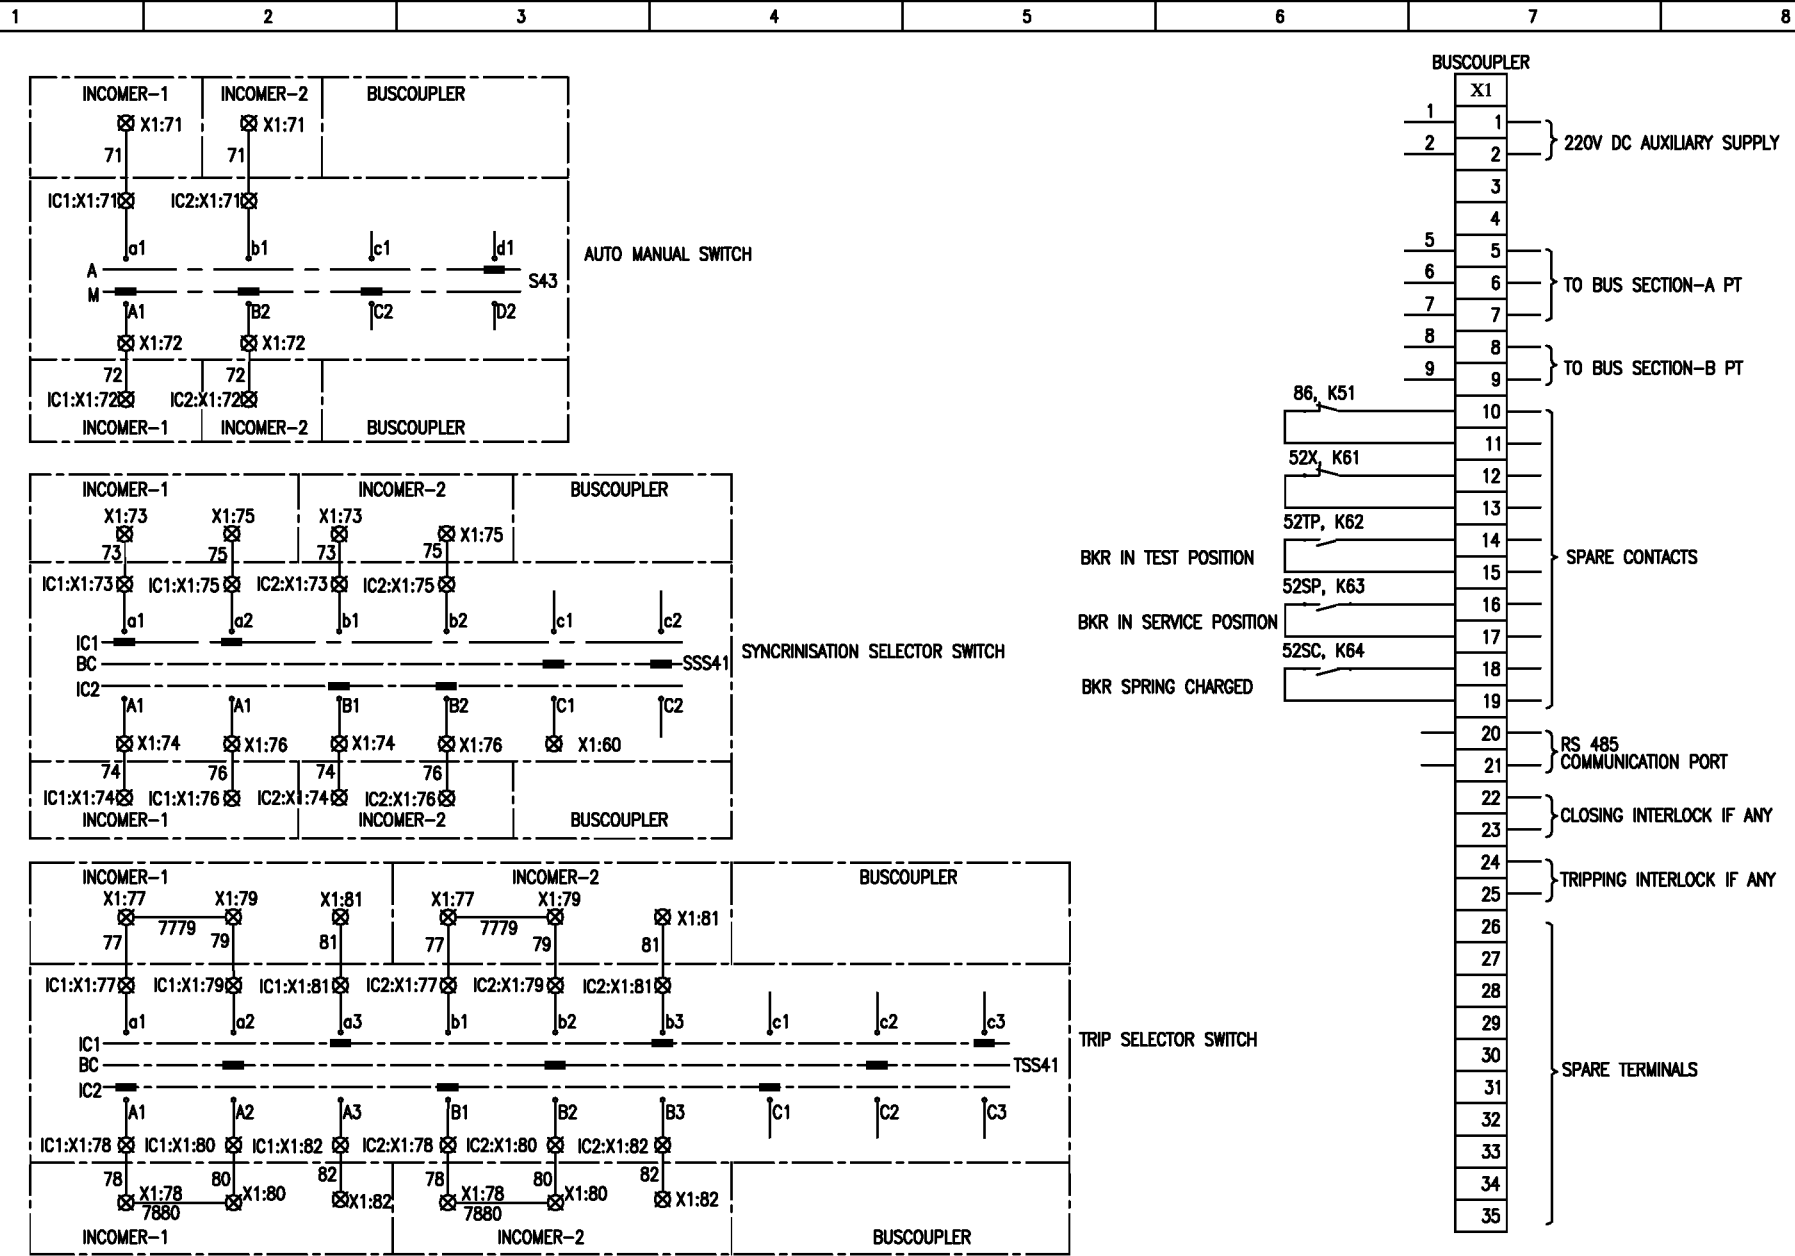 1 2 3 4 5 6 7 8
INCOMER-1 INCOMER-2 BUSCOUPLER
X1:71 X1:71
71 71
IC1:X1:71 IC2:X1:71
a1 b1 c1 d1
A
M
S43
AUTO MANUAL SWITCH
A1 B2 C2 D2
X1:72 X1:72
72 72
IC1:X1:72 IC2:X1:72
INCOMER-1 INCOMER-2 BUSCOUPLER
INCOMER-1 INCOMER-2 BUSCOUPLER
X1:73 X1:75 X1:73 X1:75
73 75 73 75
IC1:X1:73 IC1:X1:75 IC2:X1:73 IC2:X1:75
a1 a2 b1 b2 c1 c2
IC1
BC
IC2
SSS41
SYNCRINISATION SELECTOR SWITCH
A1 A1 B1 B2 C1 C2
X1:74 X1:76 X1:74 X1:76 X1:60
74 76 74 76
IC1:X1:74 IC1:X1:76 IC2:X1:74 IC2:X1:76
INCOMER-1 INCOMER-2 BUSCOUPLER
INCOMER-1 INCOMER-2 BUSCOUPLER
X1:77 X1:79 X1:81 X1:77 X1:79 X1:81
7779 7779
77 79 81 77 79 81
IC1:X1:77 IC1:X1:79 IC1:X1:81 IC2:X1:77 IC2:X1:79 IC2:X1:81
a1 a2 a3 b1 b2 b3 c1 c2 c3
IC1
BC
IC2
TSS41
TRIP SELECTOR SWITCH
A1 A2 A3 B1 B2 B3 C1 C2 C3
IC1:X1:78 IC1:X1:80 IC1:X1:82 IC2:X1:78 IC2:X1:80 IC2:X1:82
78 80 82 78 80 82
X1:78 X1:80 X1:82 X1:78 X1:80 X1:82
7880 7880
INCOMER-1 INCOMER-2 BUSCOUPLER
BUSCOUPLER
X1
1 1
2 2
220V DC AUXILIARY SUPPLY
3
4
5 5
6 6
7 7
TO BUS SECTION-A PT
8 8
9 9
TO BUS SECTION-B PT
86, K51
10
11
52X, K61
12
13
52TP, K62
BKR IN TEST POSITION
14
15
SPARE CONTACTS
52SP, K63
BKR IN SERVICE POSITION
16
17
52SC, K64
BKR SPRING CHARGED
18
19
20
21
RS 485
COMMUNICATION PORT
22
23
CLOSING INTERLOCK IF ANY
24
25
TRIPPING INTERLOCK IF ANY
26
27
28
29
30
31
SPARE TERMINALS
32
33
34
35